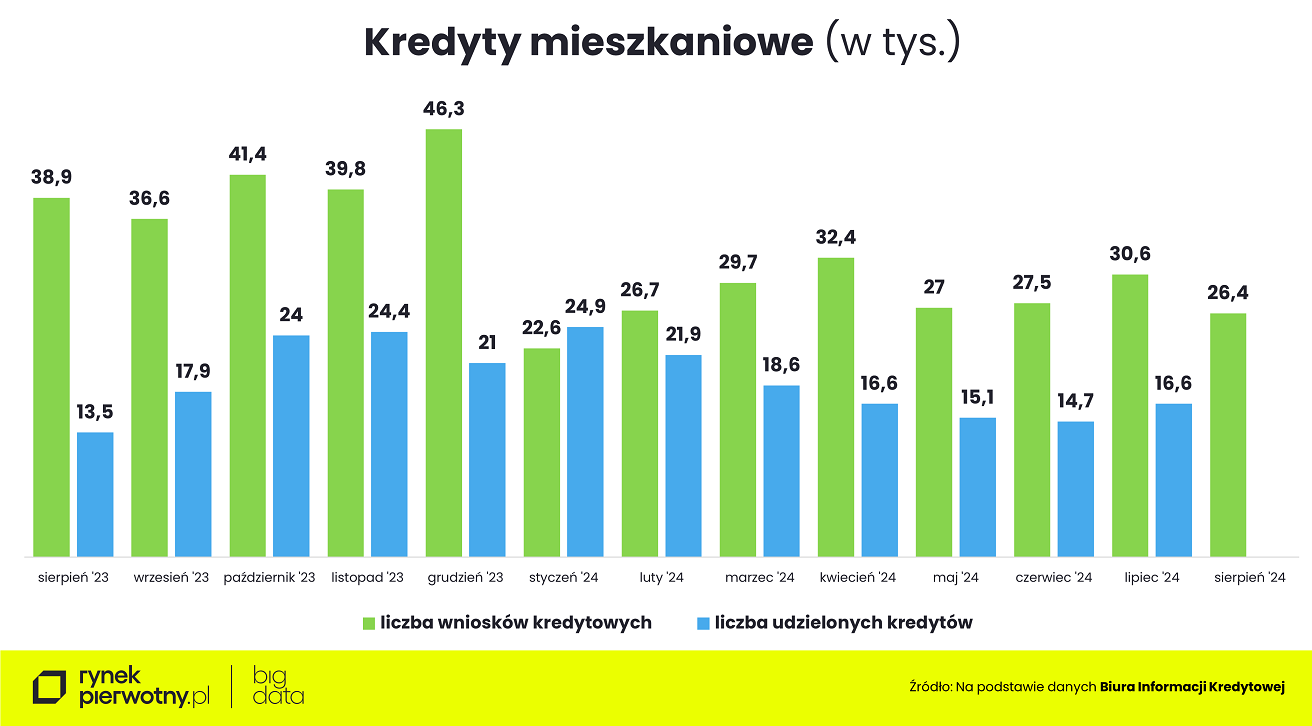 Kredyty mieszkaniowe (w tys.)
38,9 13,5 36,6 17,9 41,4 24 39,8 24,4 46,3 21 22,6 24,9 26,7 21,9 29,7 18,6 32,4 16,6 27 15,1 27,5 14,7 30,6 16,6 26,4
sierpień '23 wrzesień '23 październik '23 listopad '23 grudzień '23 styczeń '24 luty '24 marzec '24 kwiecień '24 maj '24 czerwiec '24 lipiec '24 sierpień '24
liczba wniosków kredytowych liczba udzielonych kredytów
rynek
pierwotny.pl
big
data
Źródło: Na podstawie danych Biura Informacji Kredytowej